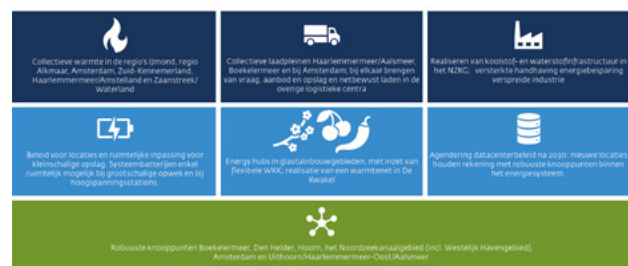 Collectieve warmte in de regio's IJmond, regio
Alkmaar, Amsterdam, Zuid-Kennemerland,
Haarlemmermeer/Amstelland en Zaanstreek/
Waterland
Collectieve laadpleinen Haarlemmermeer/Aalsmeer,
Boekelermeer en bij Amsterdam; bij elkaar brengen
van vraag, aanbod en opslag en netbewust laden in de
overige logistieke centra
Realiseren van koolstof- en waterstofinfrastructuur in
het NZKG; versterkte handhaving energiebesparing
verspreide industrie
Beleid voor locaties en ruimtelijke inpassing voor
kleinschalige opslag. Systeembatterijen enkel
ruimtelijk mogelijk bij grootschalige opwek en bij
hoogspanningsstations.
Energy hubs in glastuinbouwgebieden, met inzet van
flexibele WKK; realisatie van een warmtenet in De
Kwakel
Agendering datacenterbeleid na 2030: nieuwe locaties
houden rekening met robuuste knooppunten binnen
het energiesysteem
Robuuste knooppunten Boekelermeer, Den Helder, Hoorn, het Noordzeekanaalgebied (incl. Westelijk Havengebied),
Amsterdam en Uithoorn/Haarlemmermeer-Oost/Aalsmeer.